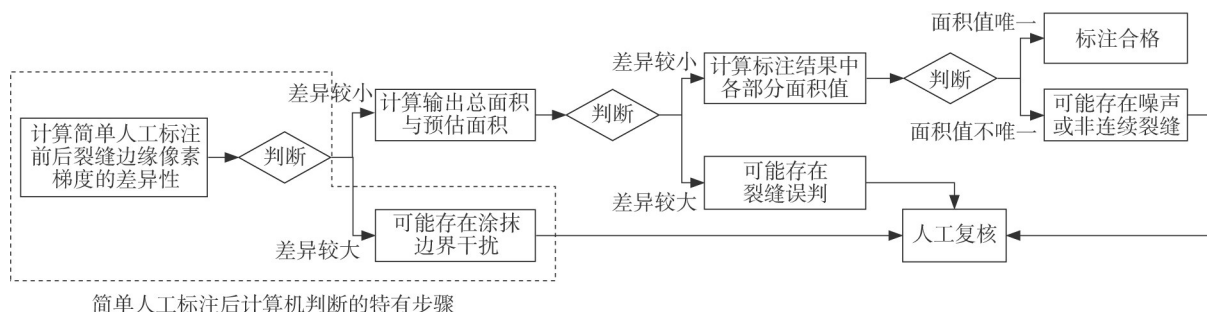 计算简单人工标注
前后裂缝边缘像素
梯度的差异性
判断
差异较小
计算输出总面积
与预估面积
差异较大
可能存在涂抹
边界干扰
判断
差异较小
计算标注结果中
各部分面积值
差异较大
可能存在
裂缝误判
判断
面积值唯一
标注合格
面积值不唯一
可能存在噪声
或非连续裂缝
人工复核
简单人工标注后计算机判断的特有步骤